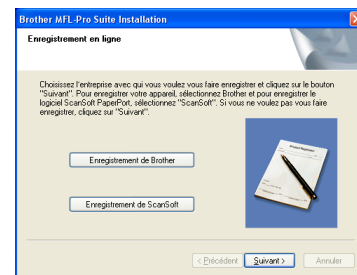 Brother MFL-Pro Suite Installation
Enregistrement en ligne
Choisissez l'entreprise avec qui vous voulez vous faire enregistrer et cliquez sur le bouton
"Suivant". Pour enregistrer votre appareil, sélectionnez Brother et pour enregistrer le
logiciel ScanSoft PaperPort, sélectionnez "ScanSoft". Si vous ne voulez pas vous faire
enregistrer, cliquez sur "Suivant".
Enregistrement de Brother
Enregistrement de ScanSoft
< Précédent Suivant > Annuler